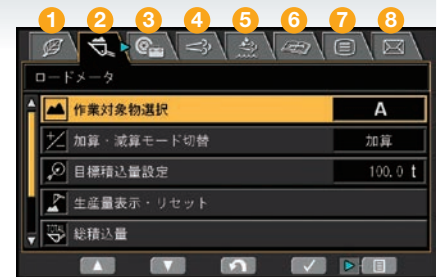 1 2 3 4 5 6 7 8
ロードメータ
作業対象物選択 A
加算・減算モード切替 加算
目標積込量設定 100.0 t
生産量表示・リセット
TOTAL 総積込量